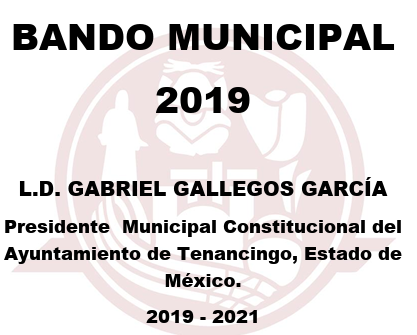 BANDO MUNICIPAL
2019
L.D. GABRIEL GALLEGOS GARCÍA
Presidente Municipal Constitucional del
Ayuntamiento de Tenancingo, Estado de
México.
2019 - 2021